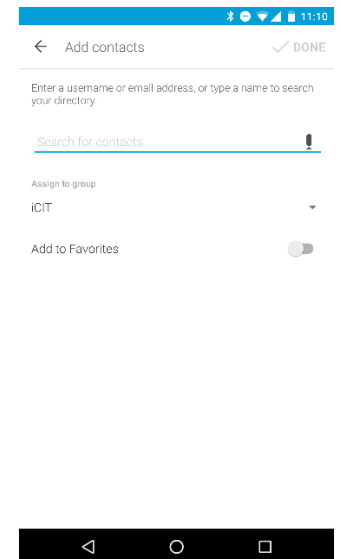 11:10
Add contacts
DONE
Enter a username or email address, or type a name to search
your directory.
Search for contacts
Assign to group
iCIT
Add to Favorites